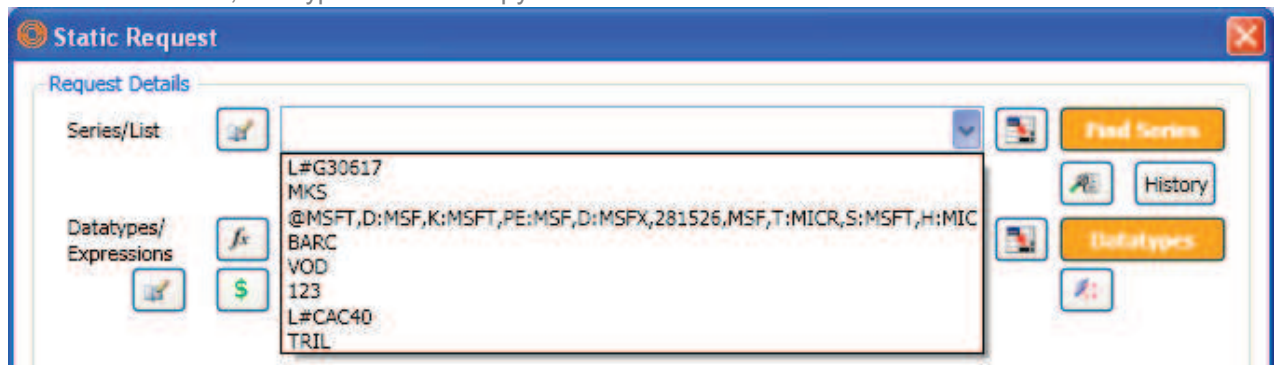 Static Request
Request Details
Series/List
Find Series
L#G30617
MKS
@MSFT,D:MSF,K:MSFT,PE:MSF,D:MSFX,281526,MSF,T:MICR,S:MSFT,H:MIC
BARC
VOD
123
L#CAC40
TRIL
History
Datatypes/
Expressions
fx
Datatypes
$